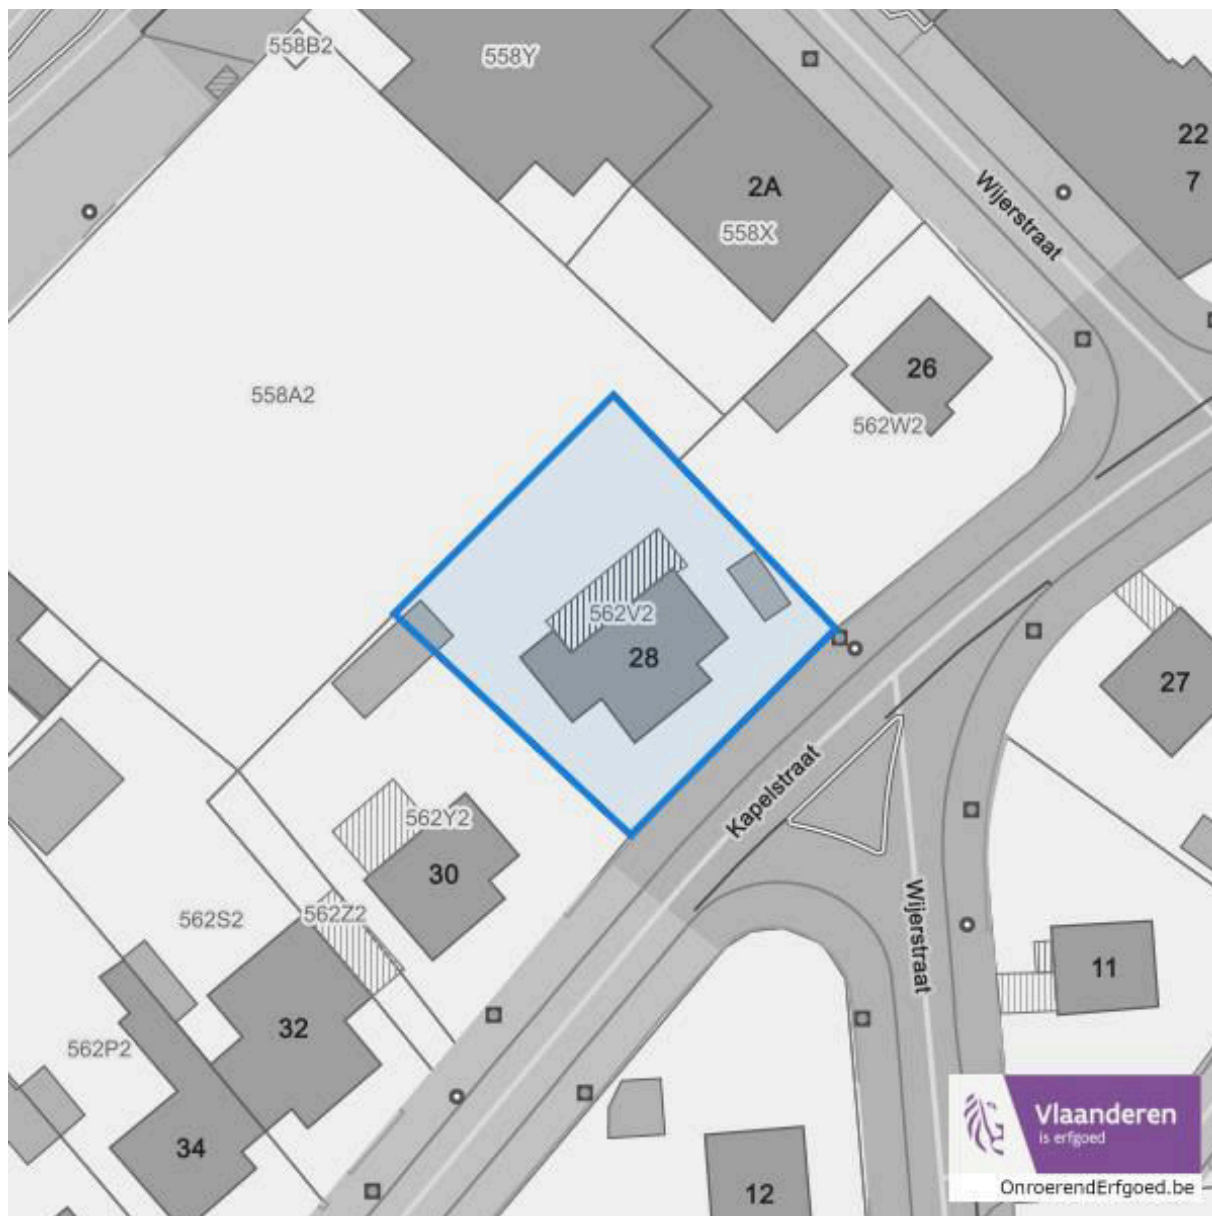 558B2
558Y
22
7
2A
558X
Wijerstraat
26
562W2
558A2
562V2
28
27
Kapelstraat
562Y2
30
562Z2
562S2
Wijerstraat
11
32
562P2
34
12
Vlaanderen
is erfgoed
OnroerendErfgoed.be